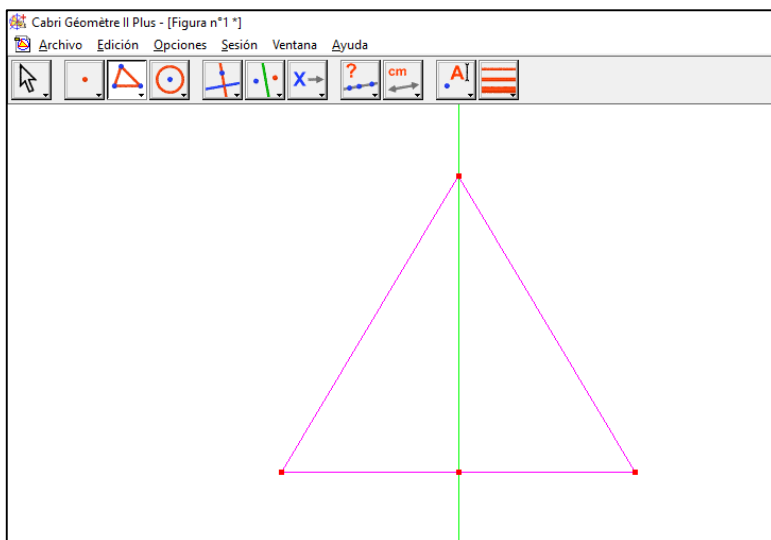 Cabri Géomètre II Plus - [Figura n°1 *]
Archivo Edición Opciones Sesión Ventana Ayuda
X ? cm A